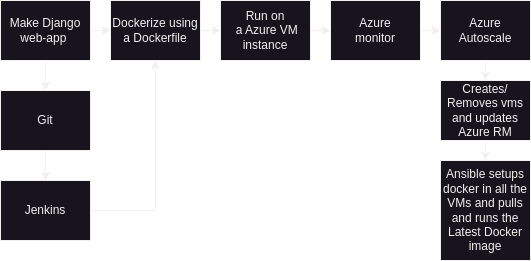 Make Django
web-app
Dockerize using
a Dockerfile
Run on
a Azure VM
instance
Azure
monitor
Azure
Autoscale
Git
Jenkins
Creates/
Removes vms
and updates
Azure RM
Ansible setups
docker in all the
VMs and pulls
and runs the
Latest Docker
image